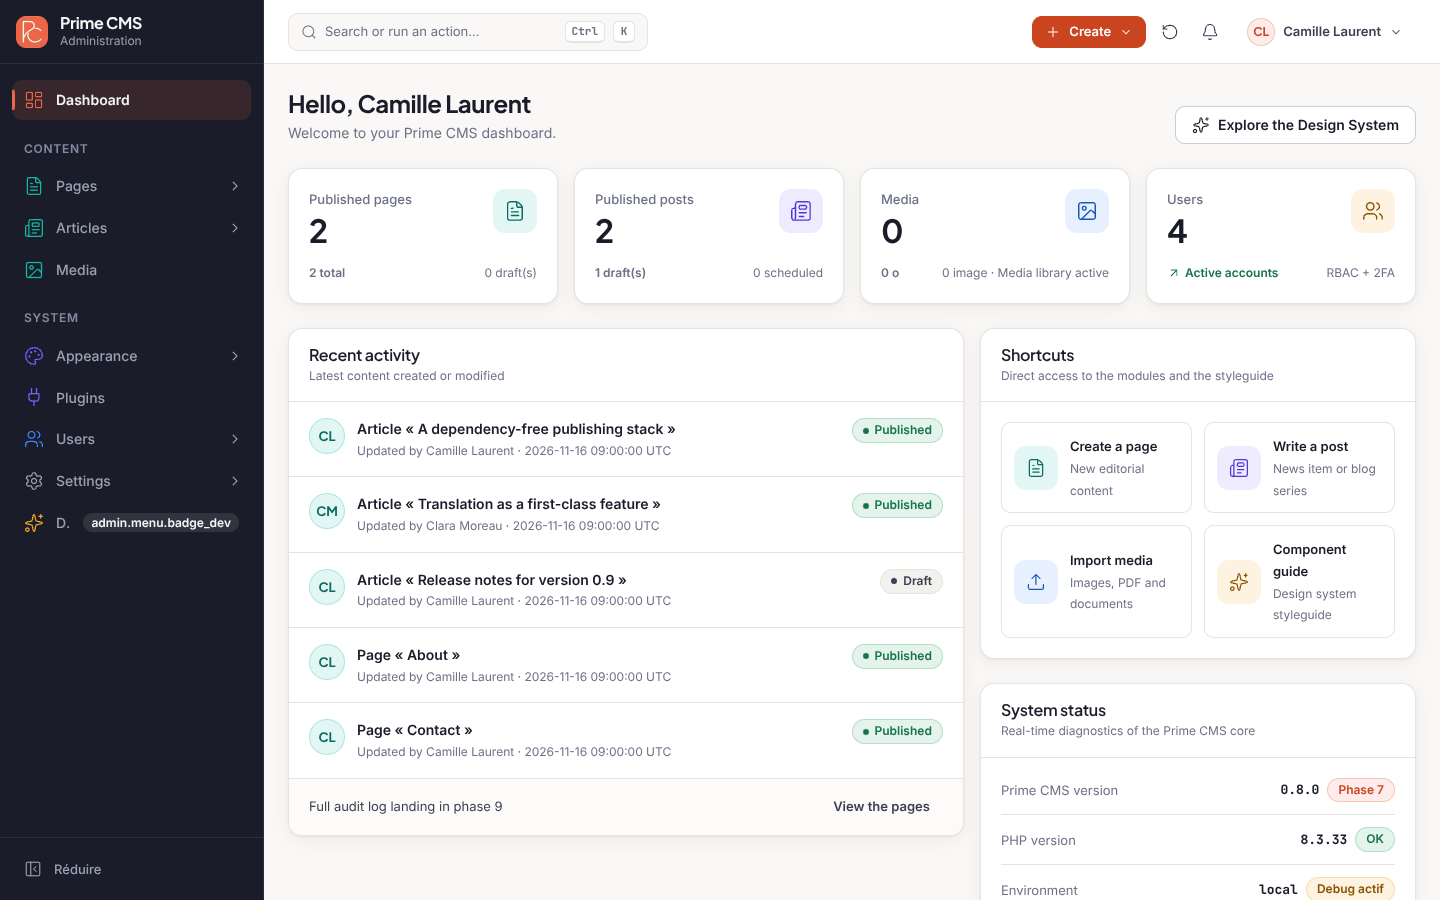 Prime CMS
Administration
Search or run an action...
Ctrl
K
Create
CL
Camille Laurent
Dashboard
CONTENT
Pages
Articles
Media
SYSTEM
Appearance
Plugins
Users
Settings
D.
admin.menu.badge_dev
Réduire
Hello, Camille Laurent
Welcome to your Prime CMS dashboard.
Explore the Design System
Published pages
2
2 total
0 draft(s)
Published posts
2
1 draft(s)
0 scheduled
Media
0
0 o
0 image · Media library active
Users
4
Active accounts
RBAC + 2FA
Recent activity
Latest content created or modified
CL
Article « A dependency-free publishing stack »
Updated by Camille Laurent · 2026-11-16 09:00:00 UTC
Published
CM
Article « Translation as a first-class feature »
Updated by Clara Moreau · 2026-11-16 09:00:00 UTC
Published
CL
Article « Release notes for version 0.9 »
Updated by Camille Laurent · 2026-11-16 09:00:00 UTC
Draft
CL
Page « About »
Updated by Camille Laurent · 2026-11-16 09:00:00 UTC
Published
CL
Page « Contact »
Updated by Camille Laurent · 2026-11-16 09:00:00 UTC
Published
Full audit log landing in phase 9
View the pages
Shortcuts
Direct access to the modules and the styleguide
Create a page
New editorial
content
Write a post
News item or blog
series
Import media
Images, PDF and
documents
Component
guide
Design system
styleguide
System status
Real-time diagnostics of the Prime CMS core
Prime CMS version
0.8.0
Phase 7
PHP version
8.3.33
OK
Environment
local
Debug actif